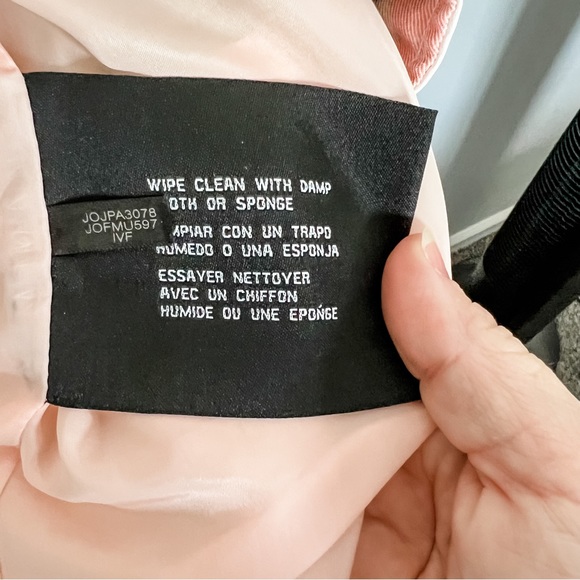 WIPE CLEAN WITH DAMP
OTH OR SPONGE
MPIAR CON UN TRAPO
HUMEDO O UNA ESPONJA
ESSAYER NETTOYER
AVEC UN CHIFFON
HUMIDE OU UNE EPONGE
JOJPA3078
JOFMU597
IVF